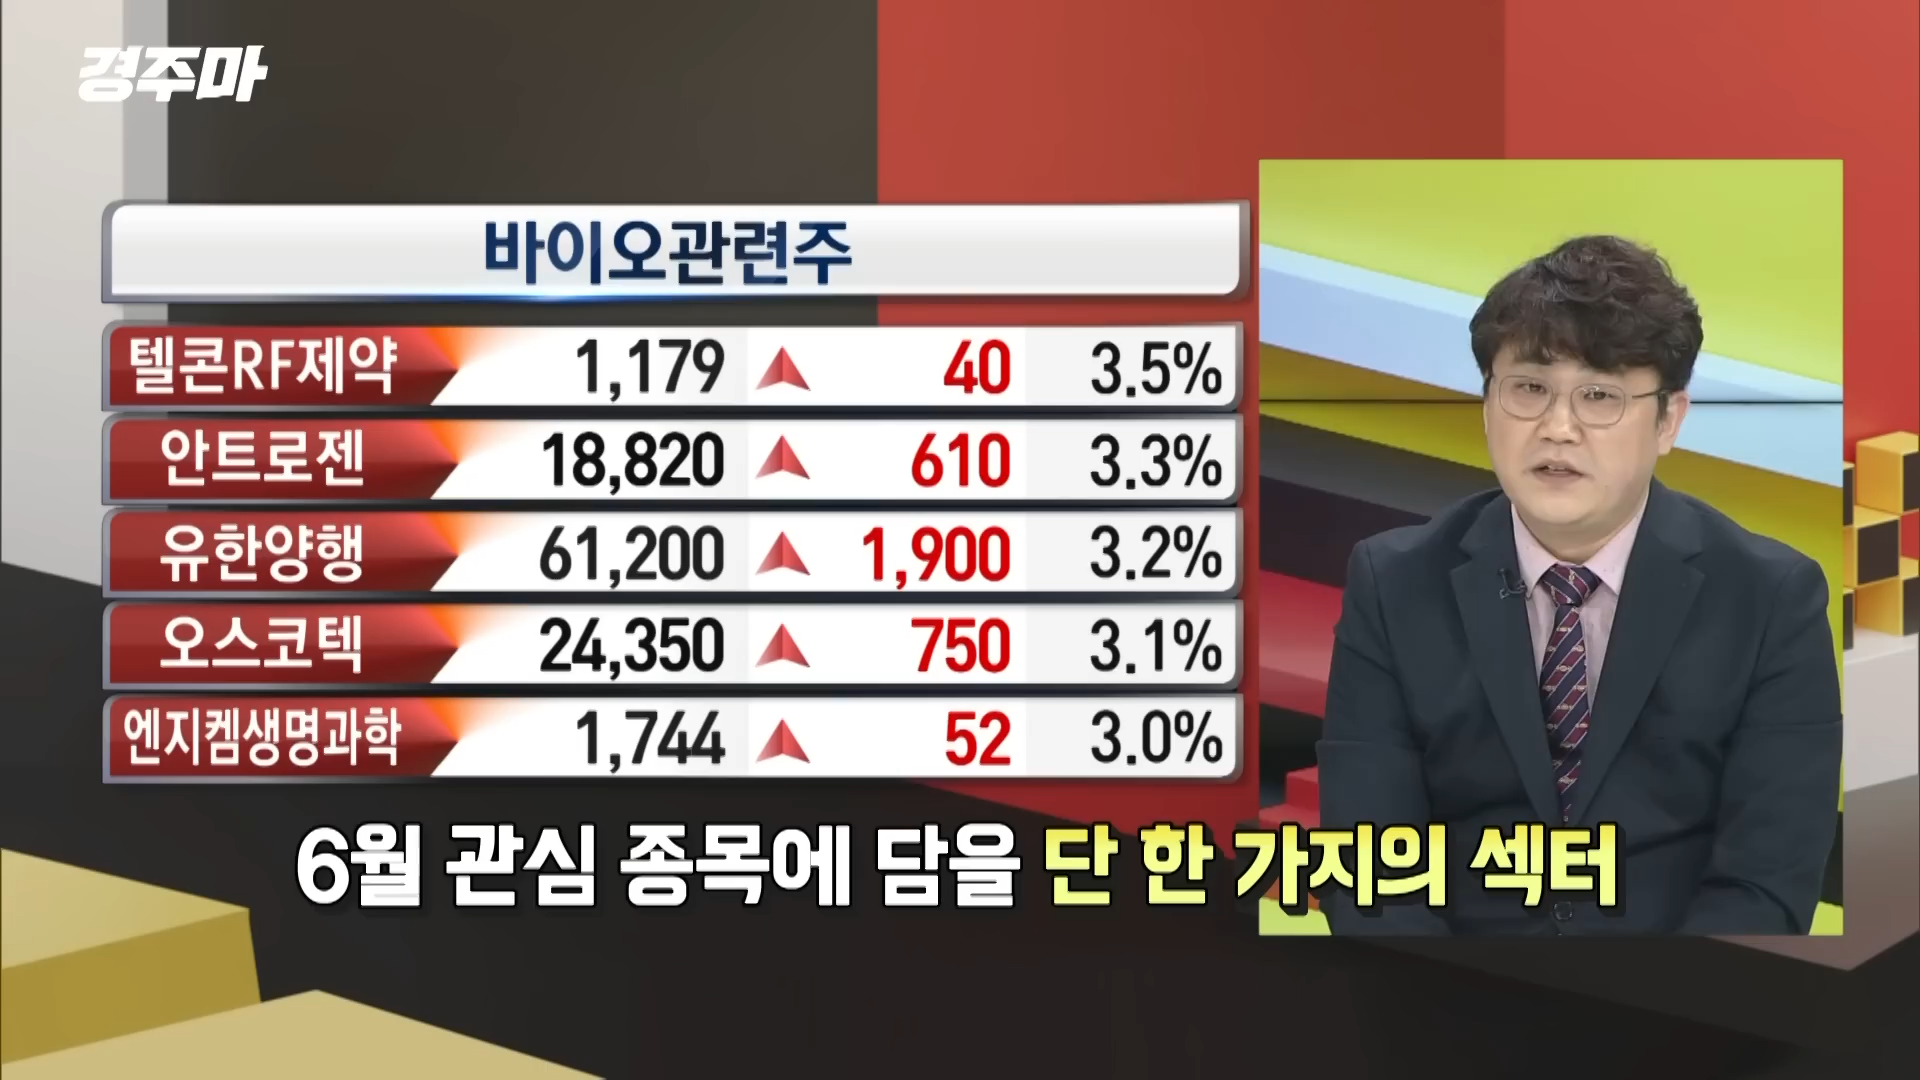 경주마
바이오관련주
텔콘RF제약 1,179 ▲ 40 3.5%
안트로젠 18,820 ▲ 610 3.3%
유한양행 61,200 ▲ 1,900 3.2%
오스코텍 24,350 ▲ 750 3.1%
엔지켐생명과학 1,744 ▲ 52 3.0%
6월 관심 종목에 담을 단 한 가지의 섹터